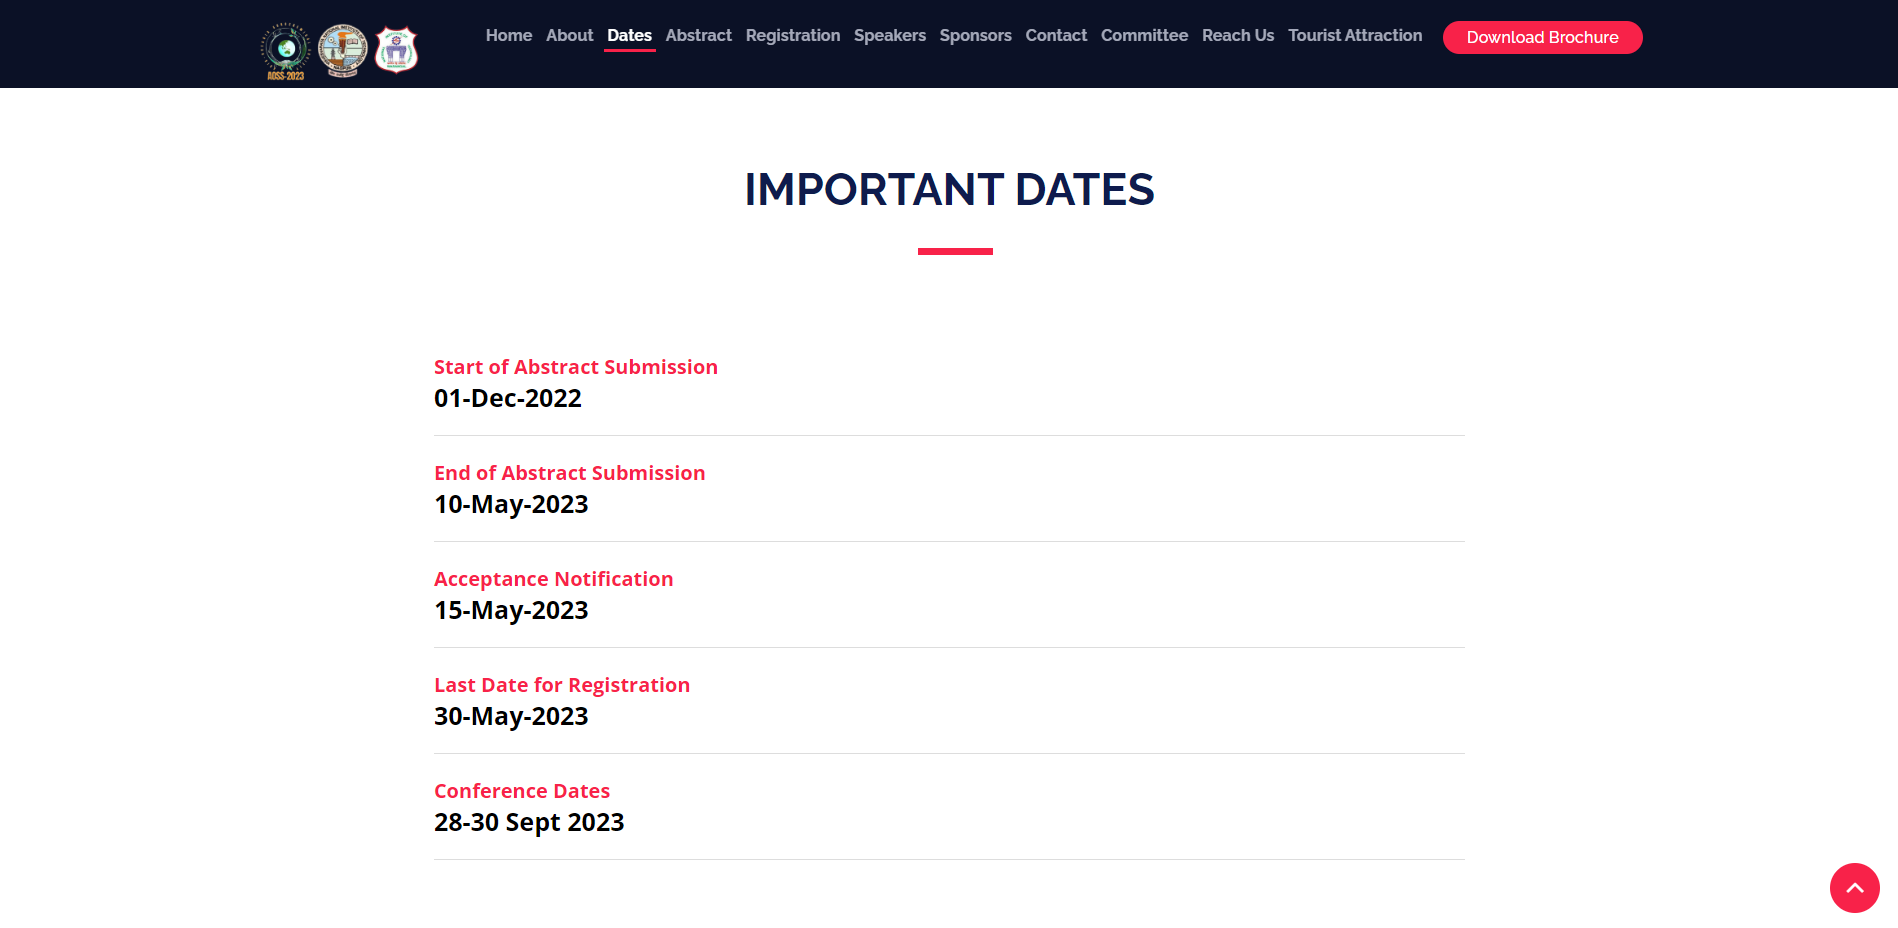 AOSS-2023
Home About Dates Abstract Registration Speakers Sponsors Contact Committee Reach Us Tourist Attraction Download Brochure
IMPORTANT DATES
Start of Abstract Submission
01-Dec-2022
End of Abstract Submission
10-May-2023
Acceptance Notification
15-May-2023
Last Date for Registration
30-May-2023
Conference Dates
28-30 Sept 2023